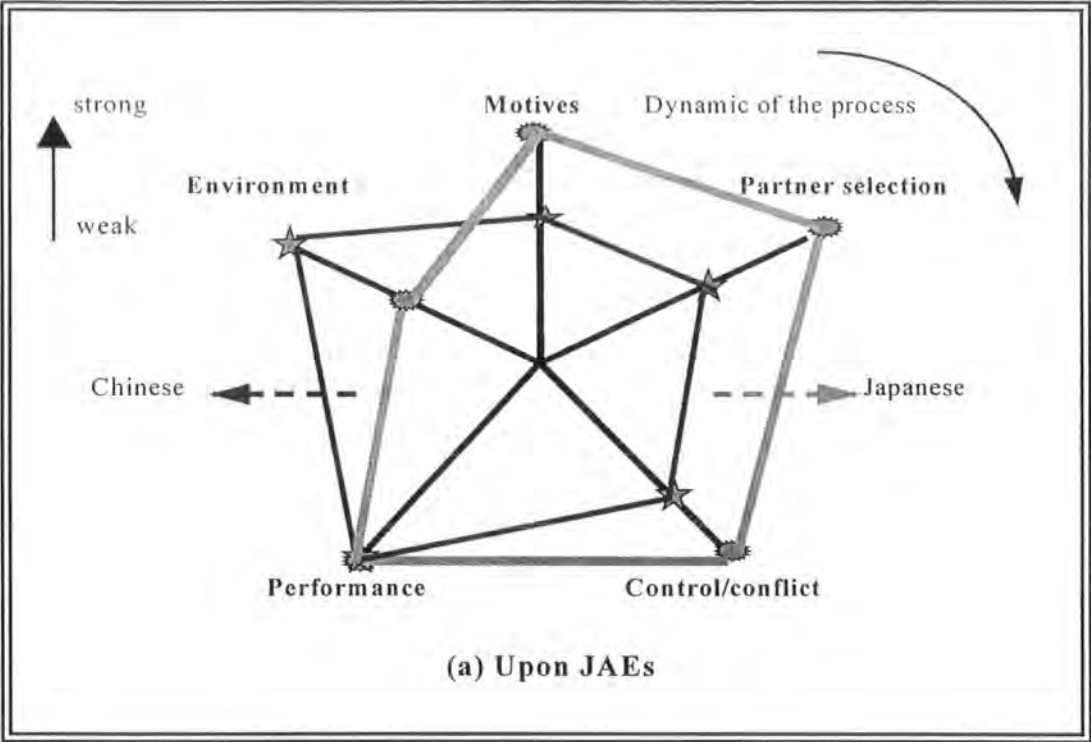 strong
Motives
Dynamic of the process
Environment
Partner selection
weak
Chinese
Japanese
Performance
Control/conflict
(a) Upon JAEs